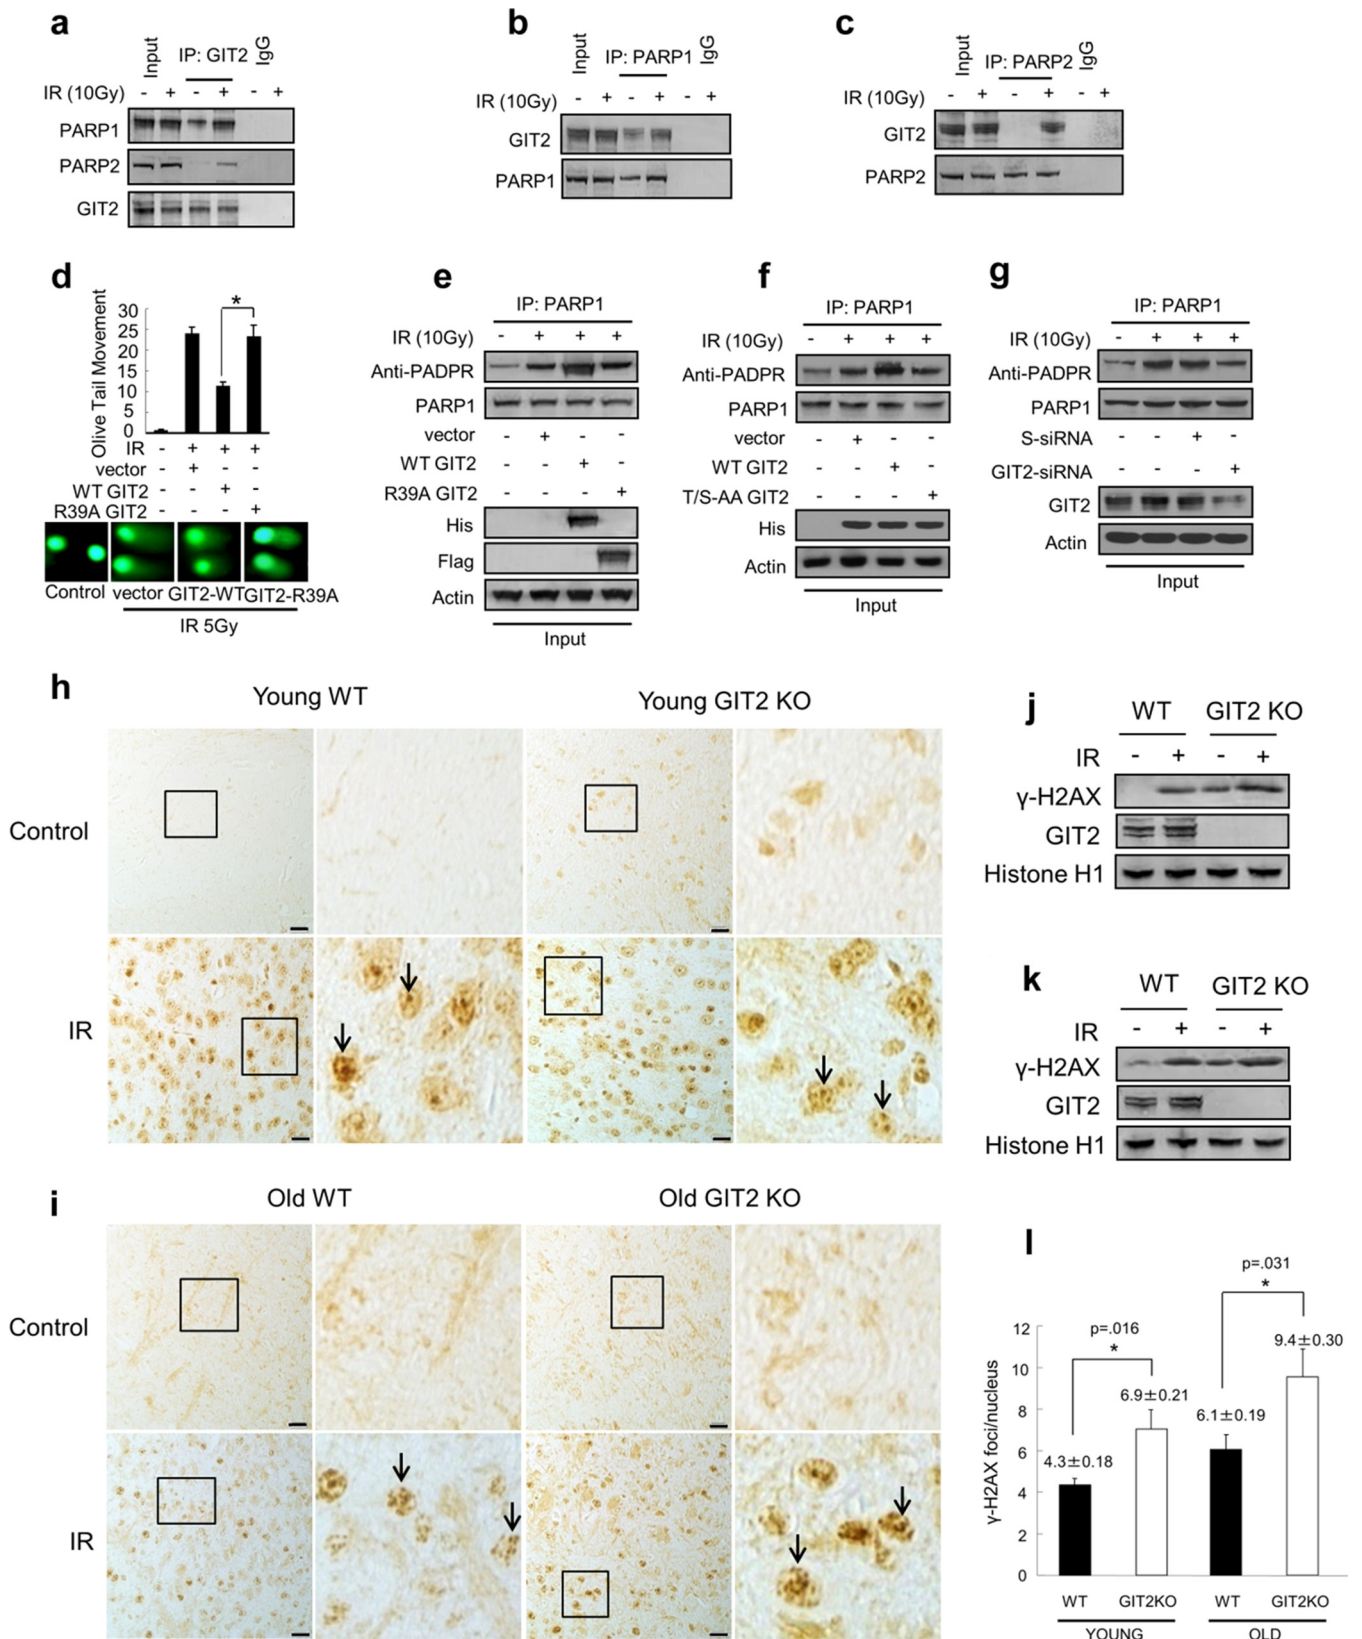 a
Input
IP: GIT2
IgG
IR (10Gy) - + - + - +
PARP1
PARP2
GIT2
b
Input
IP: PARP1
IgG
IR (10Gy) - + - + - +
GIT2
PARP1
c
Input
IP: PARP2
IgG
IR (10Gy) - + - + - +
GIT2
PARP2
d
Olive Tail Movement
30
25
20
15
10
5
0
*
IR - + + +
vector - + - -
WT GIT2 - - + -
R39A GIT2 - - - +
Control vector GIT2-WT GIT2-R39A
IR 5Gy
e
IP: PARP1
IR (10Gy) - + + +
Anti-PADPR
PARP1
vector - + - -
WT GIT2 - - + -
R39A GIT2 - - - +
His
Flag
Actin
Input
f
IP: PARP1
IR (10Gy) - + + +
Anti-PADPR
PARP1
vector - + - -
WT GIT2 - - + -
T/S-AA GIT2 - - - +
His
Actin
Input
g
IP: PARP1
IR (10Gy) - + + +
Anti-PADPR
PARP1
S-siRNA - - + -
GIT2-siRNA - - - +
GIT2
Actin
Input
h
Young WT
Young GIT2 KO
Control
IR
j
WT GIT2 KO
IR - + - +
γ-H2AX
GIT2
Histone H1
k
WT GIT2 KO
IR - + - +
γ-H2AX
GIT2
Histone H1
i
Old WT
Old GIT2 KO
Control
IR
l
γ-H2AX foci/nucleus
12
10
8
6
4
2
0
p=.016
*
p=.031
*
4.3±0.18
6.9±0.21
6.1±0.19
9.4±0.30
WT GIT2KO WT GIT2KO
YOUNG OLD